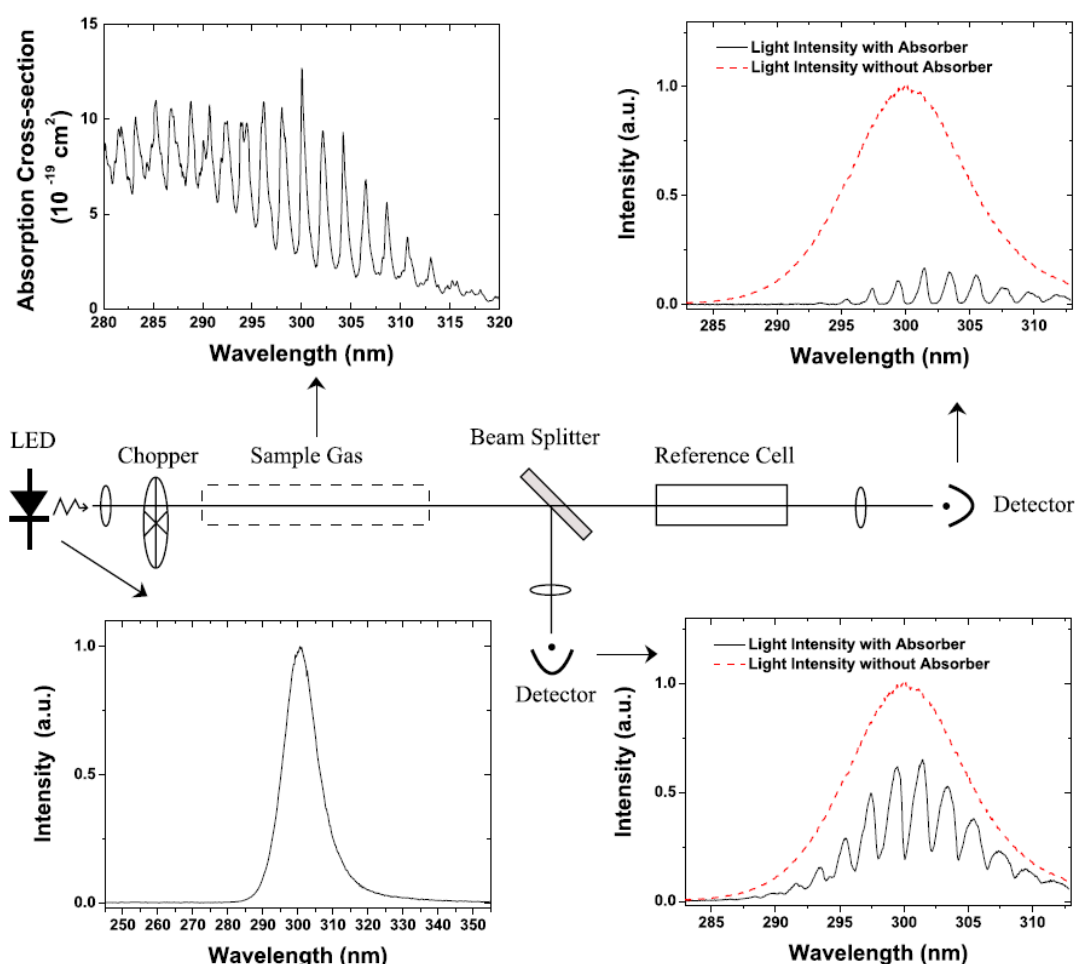 15
10
5
0
Absorption Cross-section
(10 -19 cm2)
280 285 290 295 300 305 310 315 320
Wavelength (nm)
Light Intensity with Absorber
Light Intensity without Absorber
1.0
0.5
0.0
Intensity (a.u.)
285 290 295 300 305 310
Wavelength (nm)
LED
Chopper
Sample Gas
Beam Splitter
Reference Cell
Detector
Detector
1.0
0.5
0.0
Intensity (a.u.)
250 260 270 280 290 300 310 320 330 340 350
Wavelength (nm)
Light Intensity with Absorber
Light Intensity without Absorber
1.0
0.5
0.0
Intensity (a.u.)
285 290 295 300 305 310
Wavelength (nm)